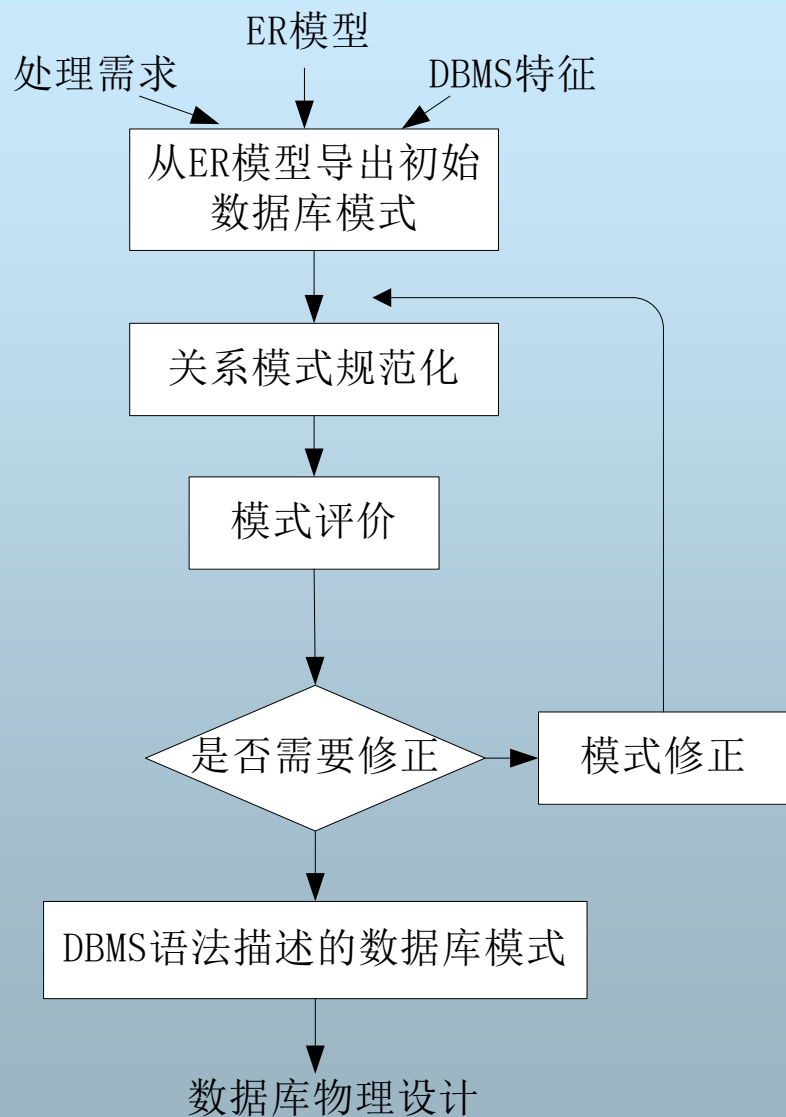 ER模型
处理需求
DBMS特征
从ER模型导出初始
数据库模式
关系模式规范化
模式评价
是否需要修正
模式修正
DBMS语法描述的数据库模式
数据库物理设计